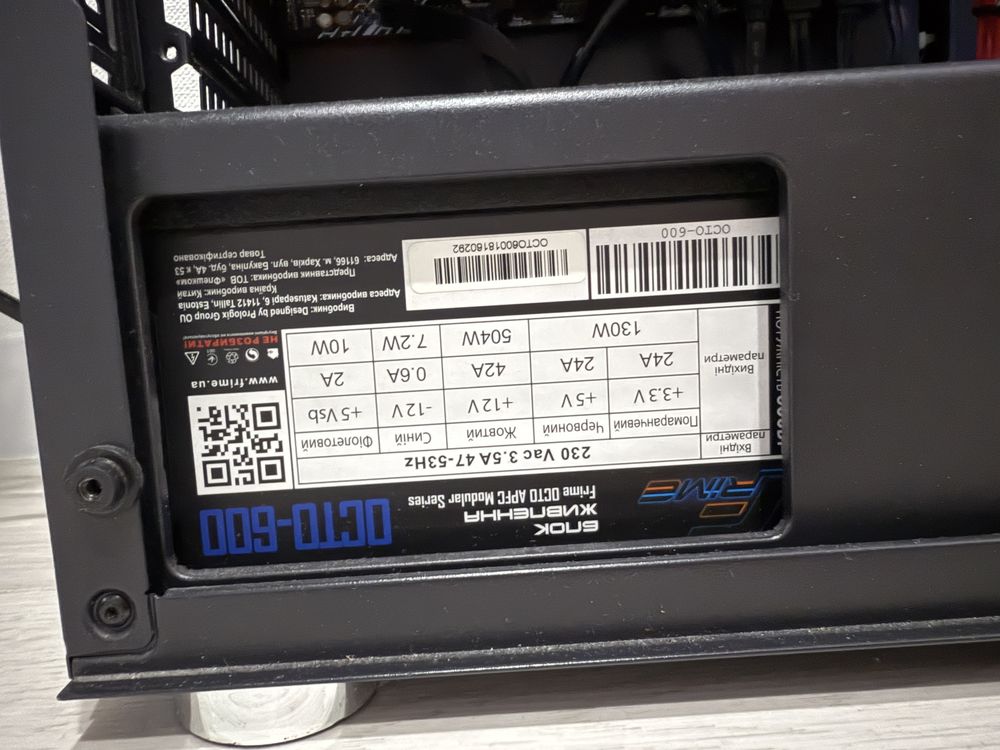 FRiME
БЛОК
ЖИВЛЕННЯ
Frime OCTO APFC Modular Series
OCTO-600
Вхідні
параметри
230 Vac 3.5A 47-53Hz
Вихідні
параметри
Помаранчевий Червоний Жовтий Синій Фіолетовий
+3.3V +5V +12V -12V +5Vsb
24A 24A 42A 0.6A 2A
130W 504W 7.2W 10W
www.frime.ua
НЕ РОЗБИРАТИ!
OCTO-600
OCTO60018180292
Виробник: Designed by Prologix Group OU
Адреса виробника: Katusepapi 6, 11412 Tallin, Estonia
Країна виробник: Китай
Представник виробника: ТОВ «Флешком»
Адреса: 61166, м. Харків, вул. Бакуніна, буд. 4А, к 53
Товар сертифіковано